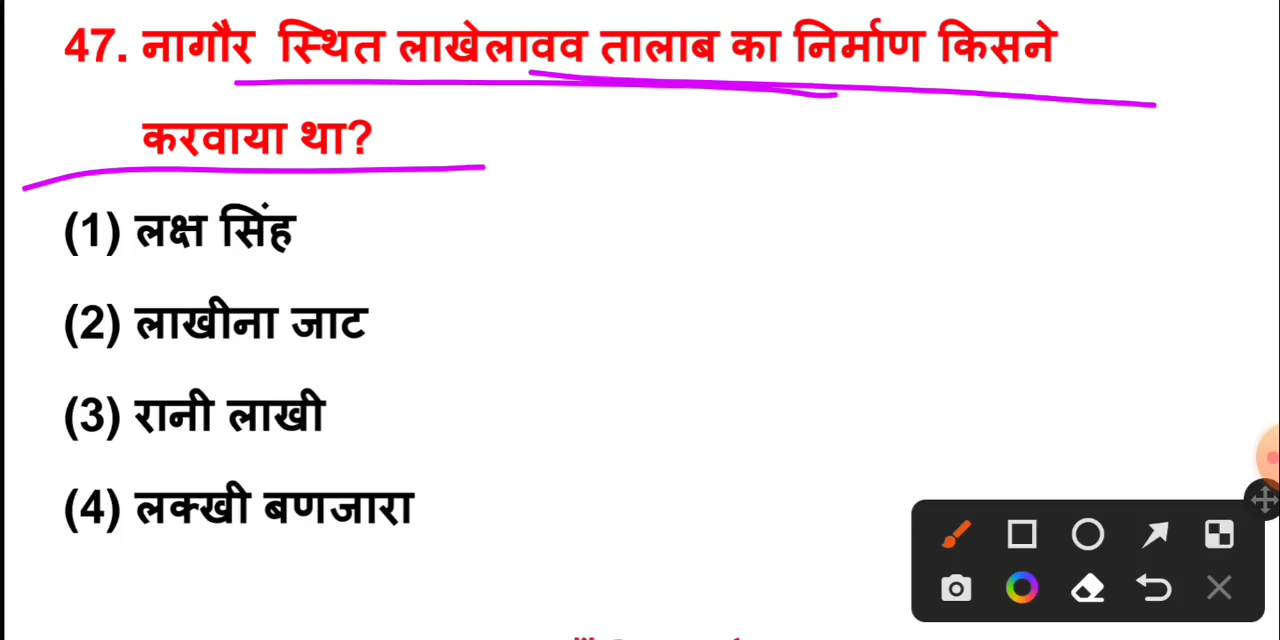 47. नागौर स्थित लाखेलावव तालाब का निर्माण किसने
करवाया था?
(1) लक्ष सिंह
(2) लाखीना जाट
(3) रानी लाखी
(4) लक्खी बणजारा